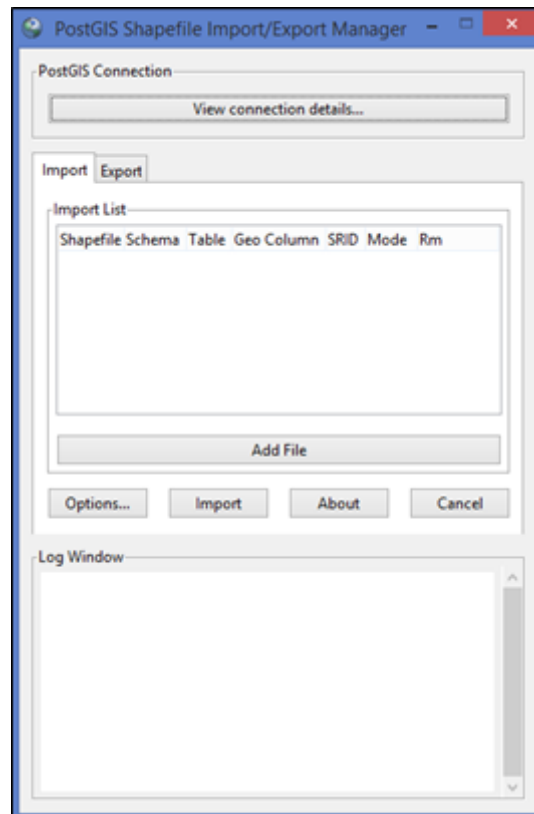 PostGIS Shapefile Import/Export Manager
PostGIS Connection
View connection details...
Import Export
Import List
Shapefile Schema Table Geo Column SRID Mode Rm
Add File
Options... Import About Cancel
Log Window